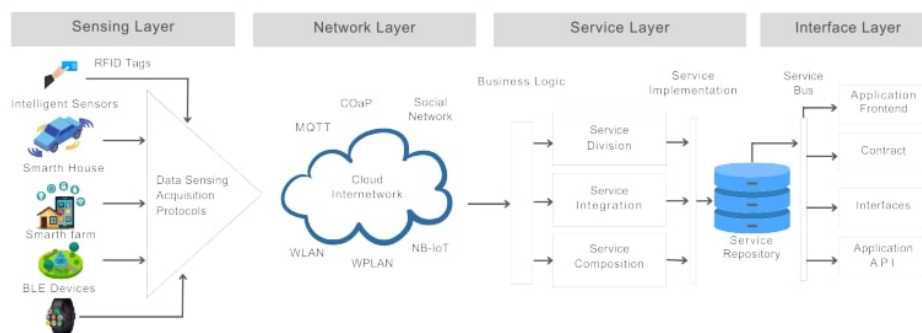 Sensing Layer
Network Layer
Service Layer
Interface Layer
RFID Tags
Intelligent Sensors
Smarth House
Smarth farm
BLE Devices
Data Sensing
Acquisition
Protocols
COaP
Social
Network
MQTT
Cloud
Internetwork
WLAN
WPLAN
NB-IoT
Business Logic
Service
Implementation
Service
Division
Service
Integration
Service
Composition
Service
Repository
Service
Bus
Application
Frontend
Contract
Interfaces
Application
A P I